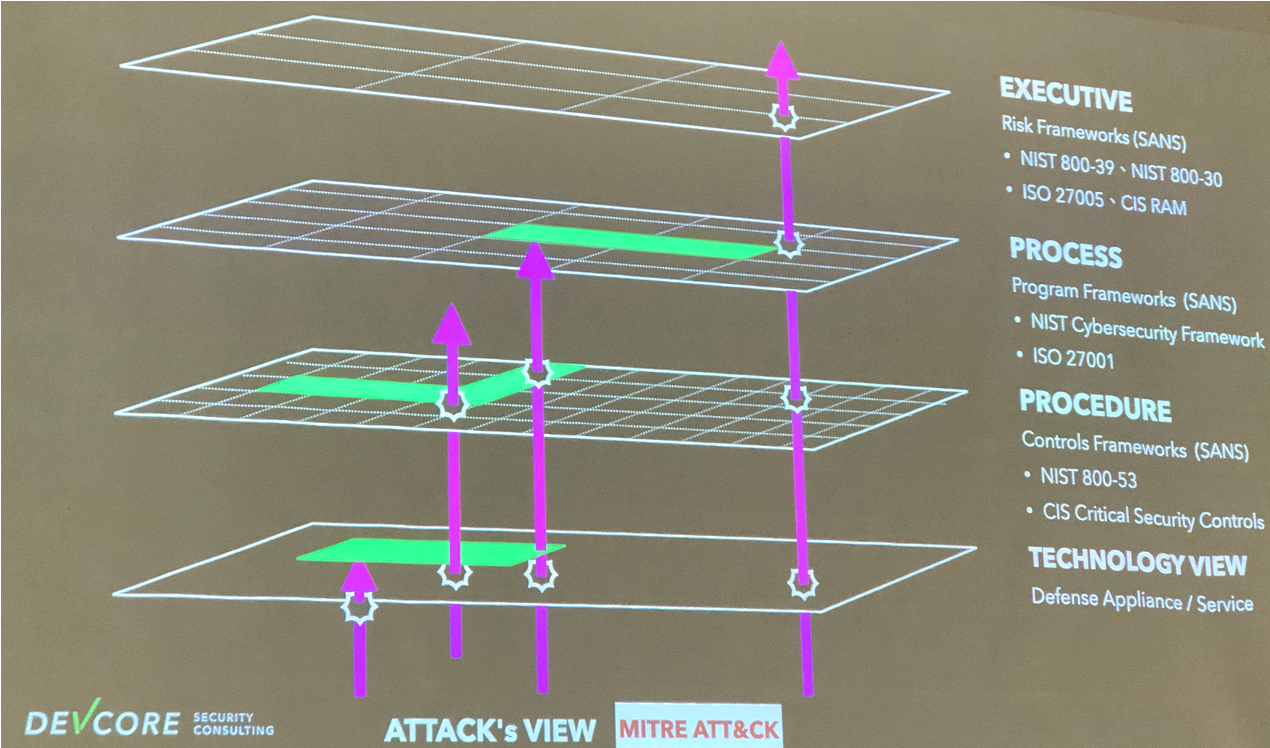 EXECUTIVE
Risk Frameworks (SANS)
• NIST 800-39、NIST 800-30
• ISO 27005、CIS RAM
PROCESS
Program Frameworks (SANS)
• NIST Cybersecurity Framework
• ISO 27001
PROCEDURE
Controls Frameworks (SANS)
• NIST 800-53
• CIS Critical Security Controls
TECHNOLOGY VIEW
Defense Appliance / Service
DEVCORE
SECURITY
CONSULTING
ATTACK's VIEW
MITRE ATT&CK